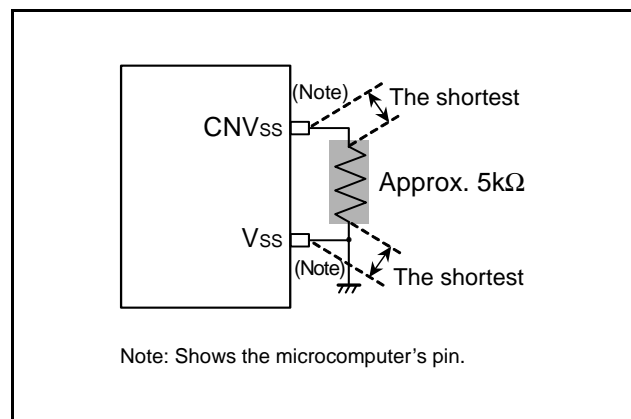 (Note)
The shortest
CNVSS
Approx. 5kΩ
VSS
(Note)
The shortest
Note: Shows the microcomputer's pin.